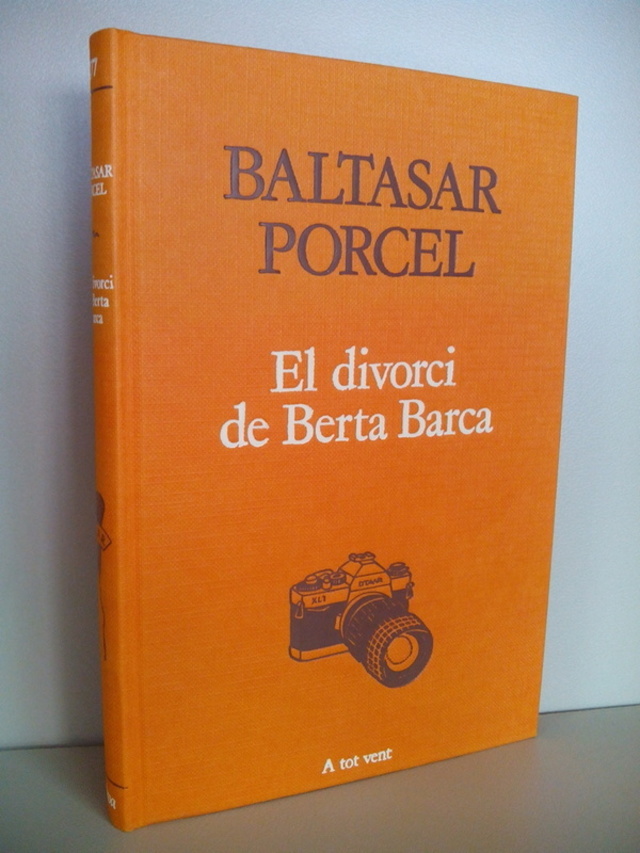 BALTASAR
PORCEL
El divorci
de Berta Barca
A tot vent